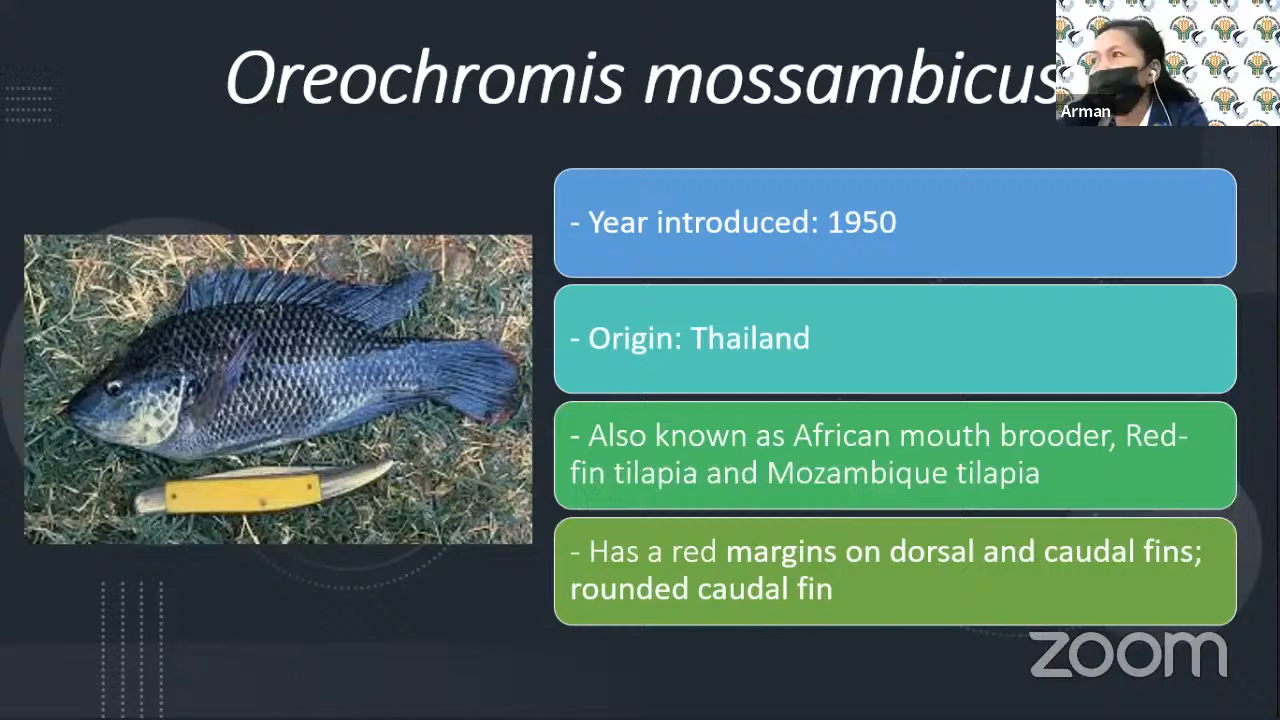 Oreochromis mossambicus
Arman
- Year introduced: 1950
- Origin: Thailand
- Also known as African mouth brooder, Red-
fin tilapia and Mozambique tilapia
- Has a red margins on dorsal and caudal fins;
rounded caudal fin
zoom